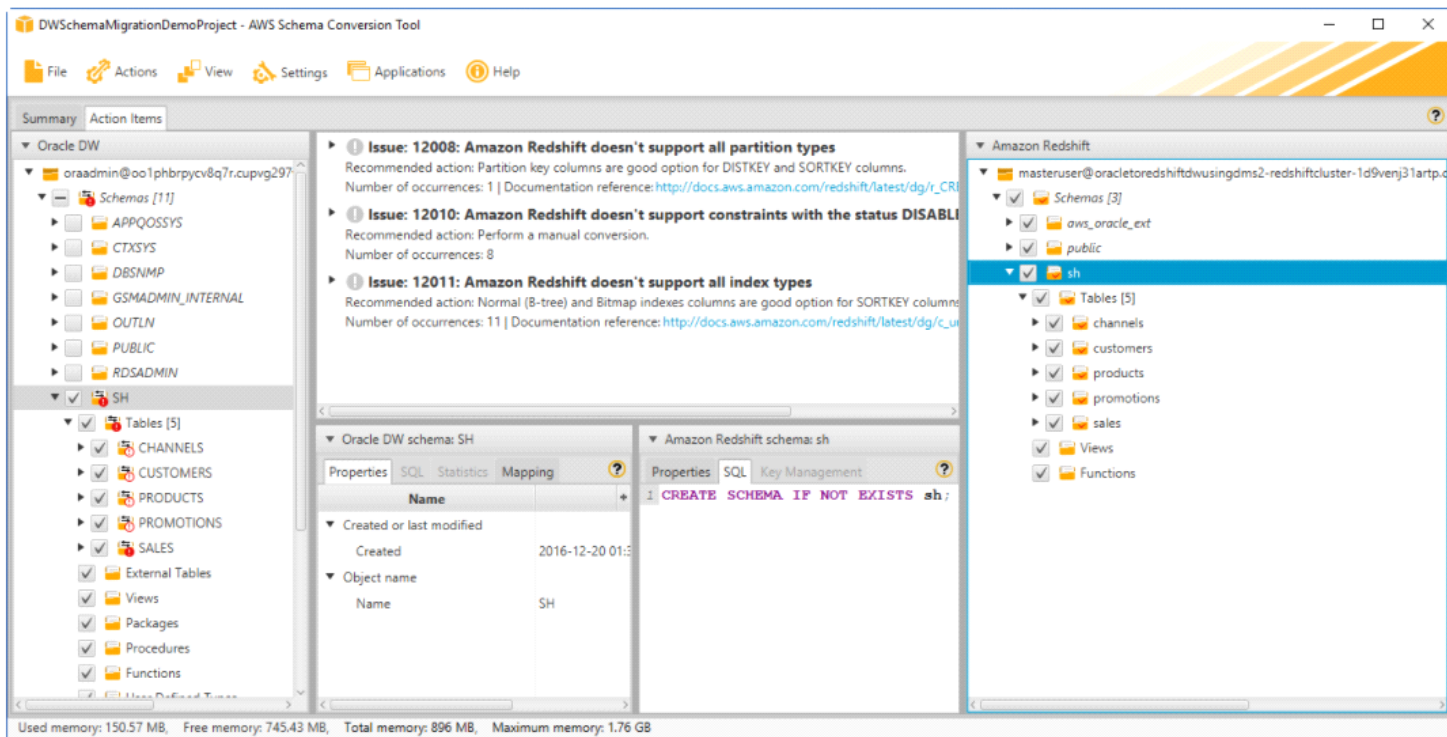 DWSchemaMigrationDemoProject - AWS Schema Conversion Tool
File Actions View Settings Applications Help
Summary Action Items
Oracle DW
oraadmin@oo1phbrpycv8q7r.cupvg297
Schemas [11]
APPQOSSYS
CTXSYS
DBSNMP
GSMADMIN_INTERNAL
OUTLN
PUBLIC
RDSADMIN
SH
Tables [5]
CHANNELS
CUSTOMERS
PRODUCTS
PROMOTIONS
SALES
External Tables
Views
Packages
Procedures
Functions
User Defined Types
Issue: 12008: Amazon Redshift doesn't support all partition types
Recommended action: Partition key columns are good option for DISTKEY and SORTKEY columns.
Number of occurrences: 1 | Documentation reference: http://docs.aws.amazon.com/redshift/latest/dg/r_CRE
Issue: 12010: Amazon Redshift doesn't support constraints with the status DISABL
Recommended action: Perform a manual conversion.
Number of occurrences: 8
Issue: 12011: Amazon Redshift doesn't support all index types
Recommended action: Normal (B-tree) and Bitmap indexes columns are good option for SORTKEY columns
Number of occurrences: 11 | Documentation reference: http://docs.aws.amazon.com/redshift/latest/dg/c_u
Oracle DW schema: SH
Properties SQL Statistics Mapping
Name
Created or last modified
Created 2016-12-20 01:3
Object name
Name SH
Amazon Redshift schema: sh
Properties SQL Key Management
1 CREATE SCHEMA IF NOT EXISTS sh;
Amazon Redshift
masteruser@oracletoredshiftdwusingdms2-redshiftcluster-1d9venj31artp.c
Schemas [3]
aws_oracle_ext
public
sh
Tables [5]
channels
customers
products
promotions
sales
Views
Functions
Used memory: 150.57 MB, Free memory: 745.43 MB, Total memory: 896 MB, Maximum memory: 1.76 GB